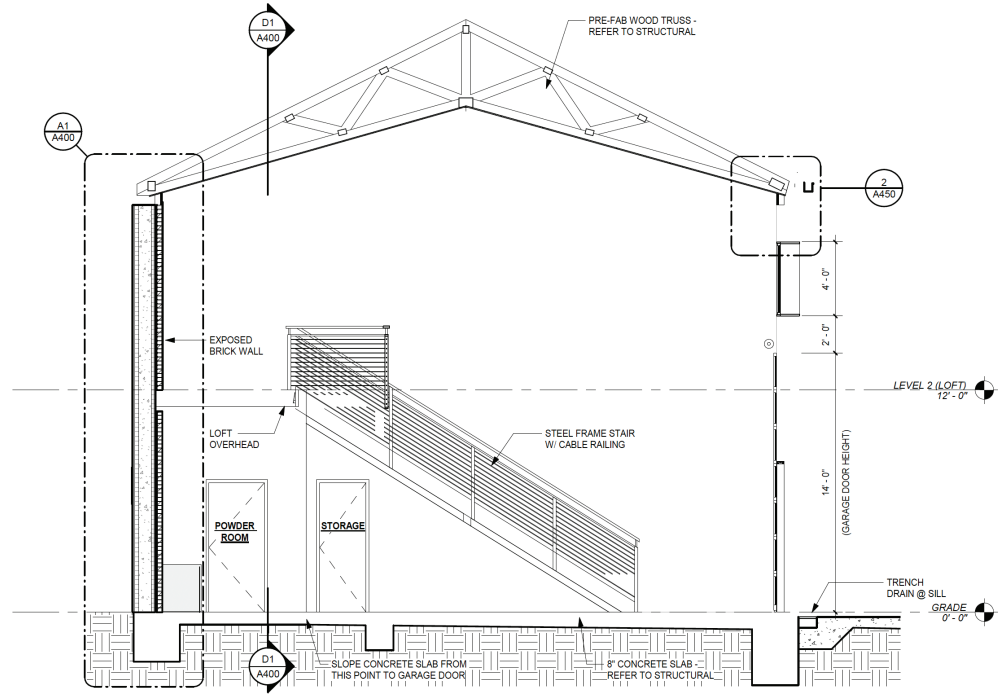 D1
A400
PRE-FAB WOOD TRUSS -
REFER TO STRUCTURAL
A1
A400
2
A450
4' - 0"
2' - 0"
EXPOSED
BRICK WALL
LEVEL 2 (LOFT)
12' - 0"
LOFT
OVERHEAD
STEEL FRAME STAIR
W/ CABLE RAILING
14' - 0"
(GARAGE DOOR HEIGHT)
POWDER
ROOM
STORAGE
TRENCH
DRAIN @ SILL
GRADE
0' - 0"
D1
A400
SLOPE CONCRETE SLAB FROM
THIS POINT TO GARAGE DOOR
8" CONCRETE SLAB -
REFER TO STRUCTURAL